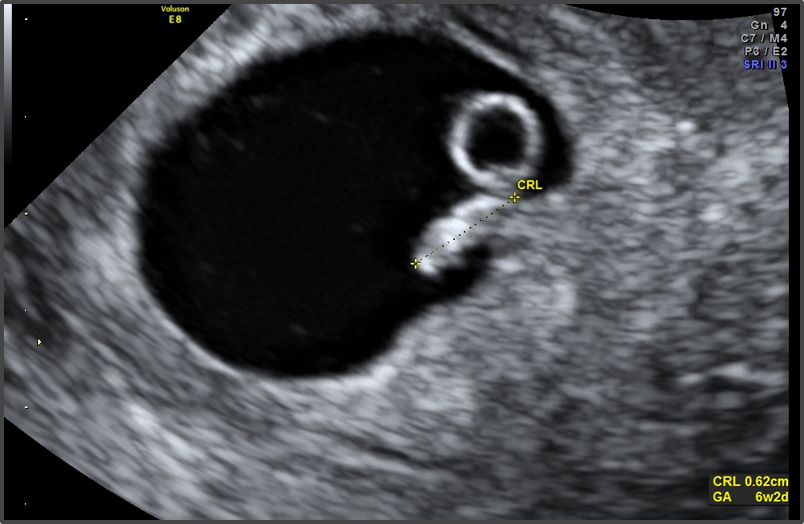 Voluson
E8
97
Gn 4
C7 / M4
P3 / E2
SRI II 3
CRL
CRL 0.62cm
GA 6w2d